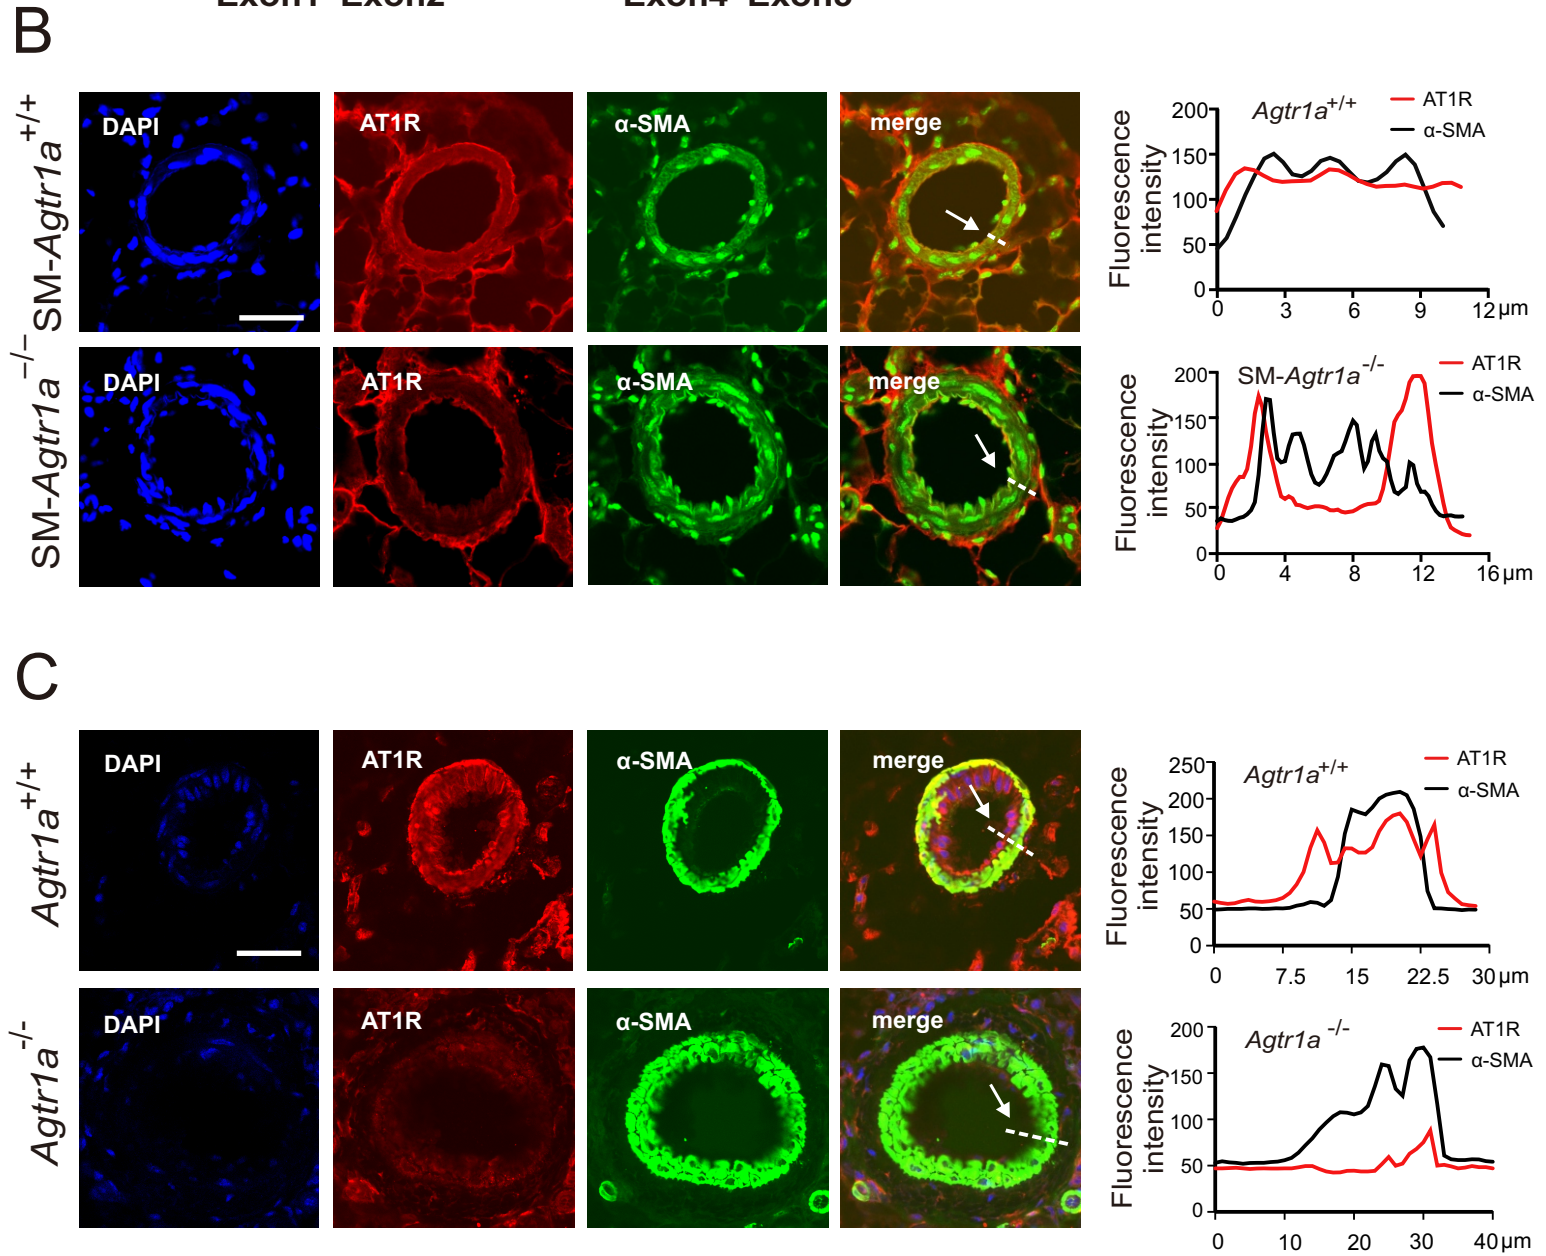 B
SM-Agtr1a+/+
DAPI
AT1R
α-SMA
merge
Fluorescence
intensity
Agtr1a+/+
AT1R
α-SMA
200
150
100
50
0
0 3 6 9 12 µm
SM-Agtr1a−/−
DAPI
AT1R
α-SMA
merge
Fluorescence
intensity
SM-Agtr1a-/-
AT1R
α-SMA
200
150
100
50
0
0 4 8 12 16 µm
C
Agtr1a+/+
DAPI
AT1R
α-SMA
merge
Fluorescence
intensity
Agtr1a+/+
AT1R
α-SMA
250
200
150
100
50
0
0 7.5 15 22.5 30 µm
Agtr1a-/-
DAPI
AT1R
α-SMA
merge
Fluorescence
intensity
Agtr1a -/-
AT1R
α-SMA
200
150
100
50
0
0 10 20 30 40 µm